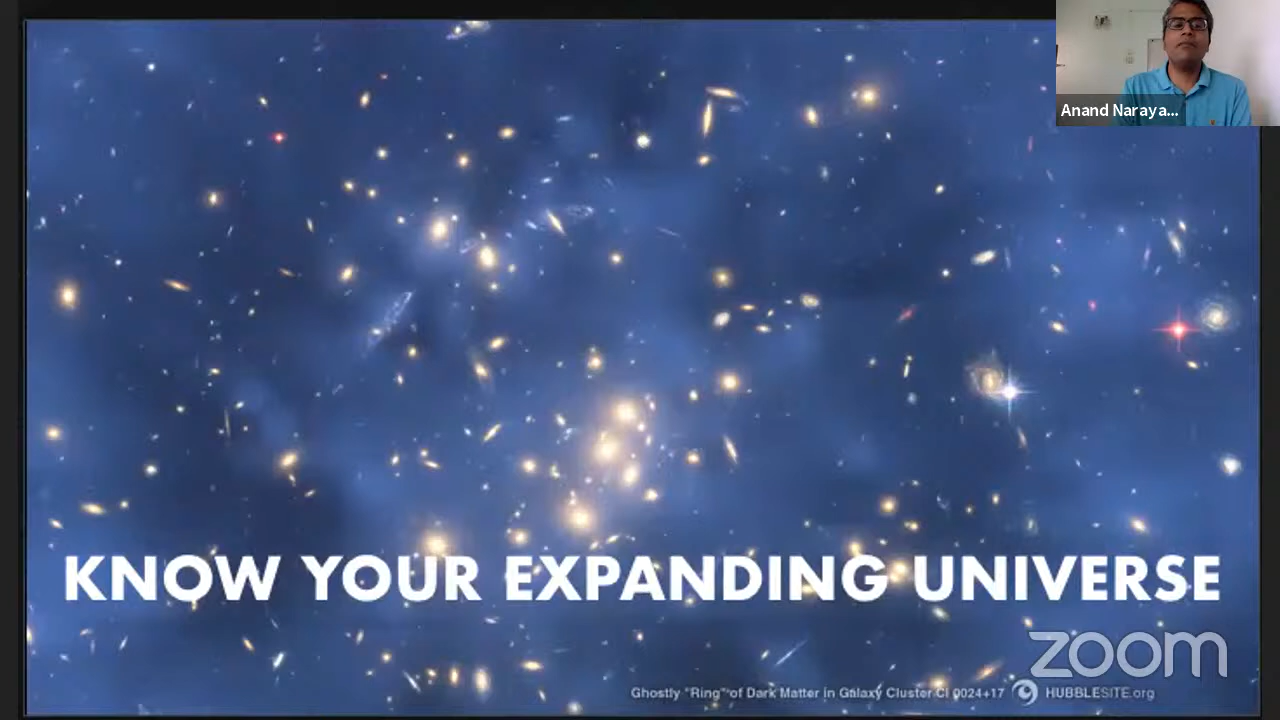 Anand Naraya...
KNOW YOUR EXPANDING UNIVERSE
zoom
Ghostly "Ring" of Dark Matter in Galaxy Cluster Cl 0024+17 HUBBLESITE.org